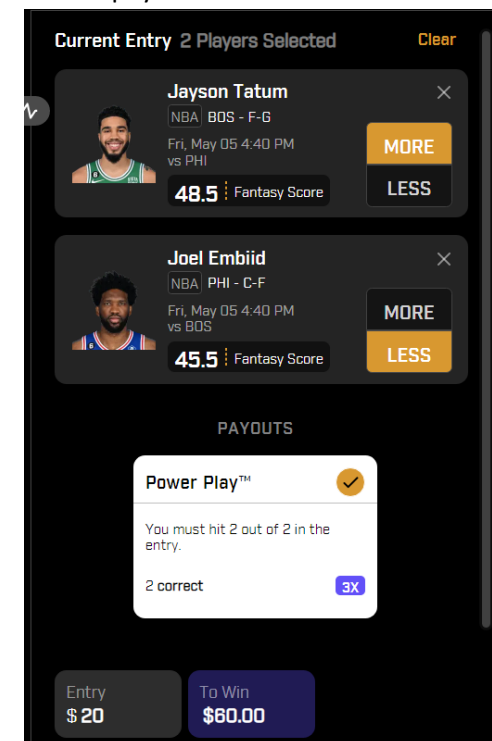 Current Entry 2 Players Selected Clear
Jayson Tatum
NBA BOS - F-G
Fri, May 05 4:40 PM
vs PHI
MORE
48.5 Fantasy Score
LESS
Joel Embiid
NBA PHI - C-F
Fri, May 05 4:40 PM
vs BOS
MORE
45.5 Fantasy Score
LESS
PAYOUTS
Power Play™
You must hit 2 out of 2 in the
entry.
2 correct 3X
Entry
$ 20
To Win
$60.00